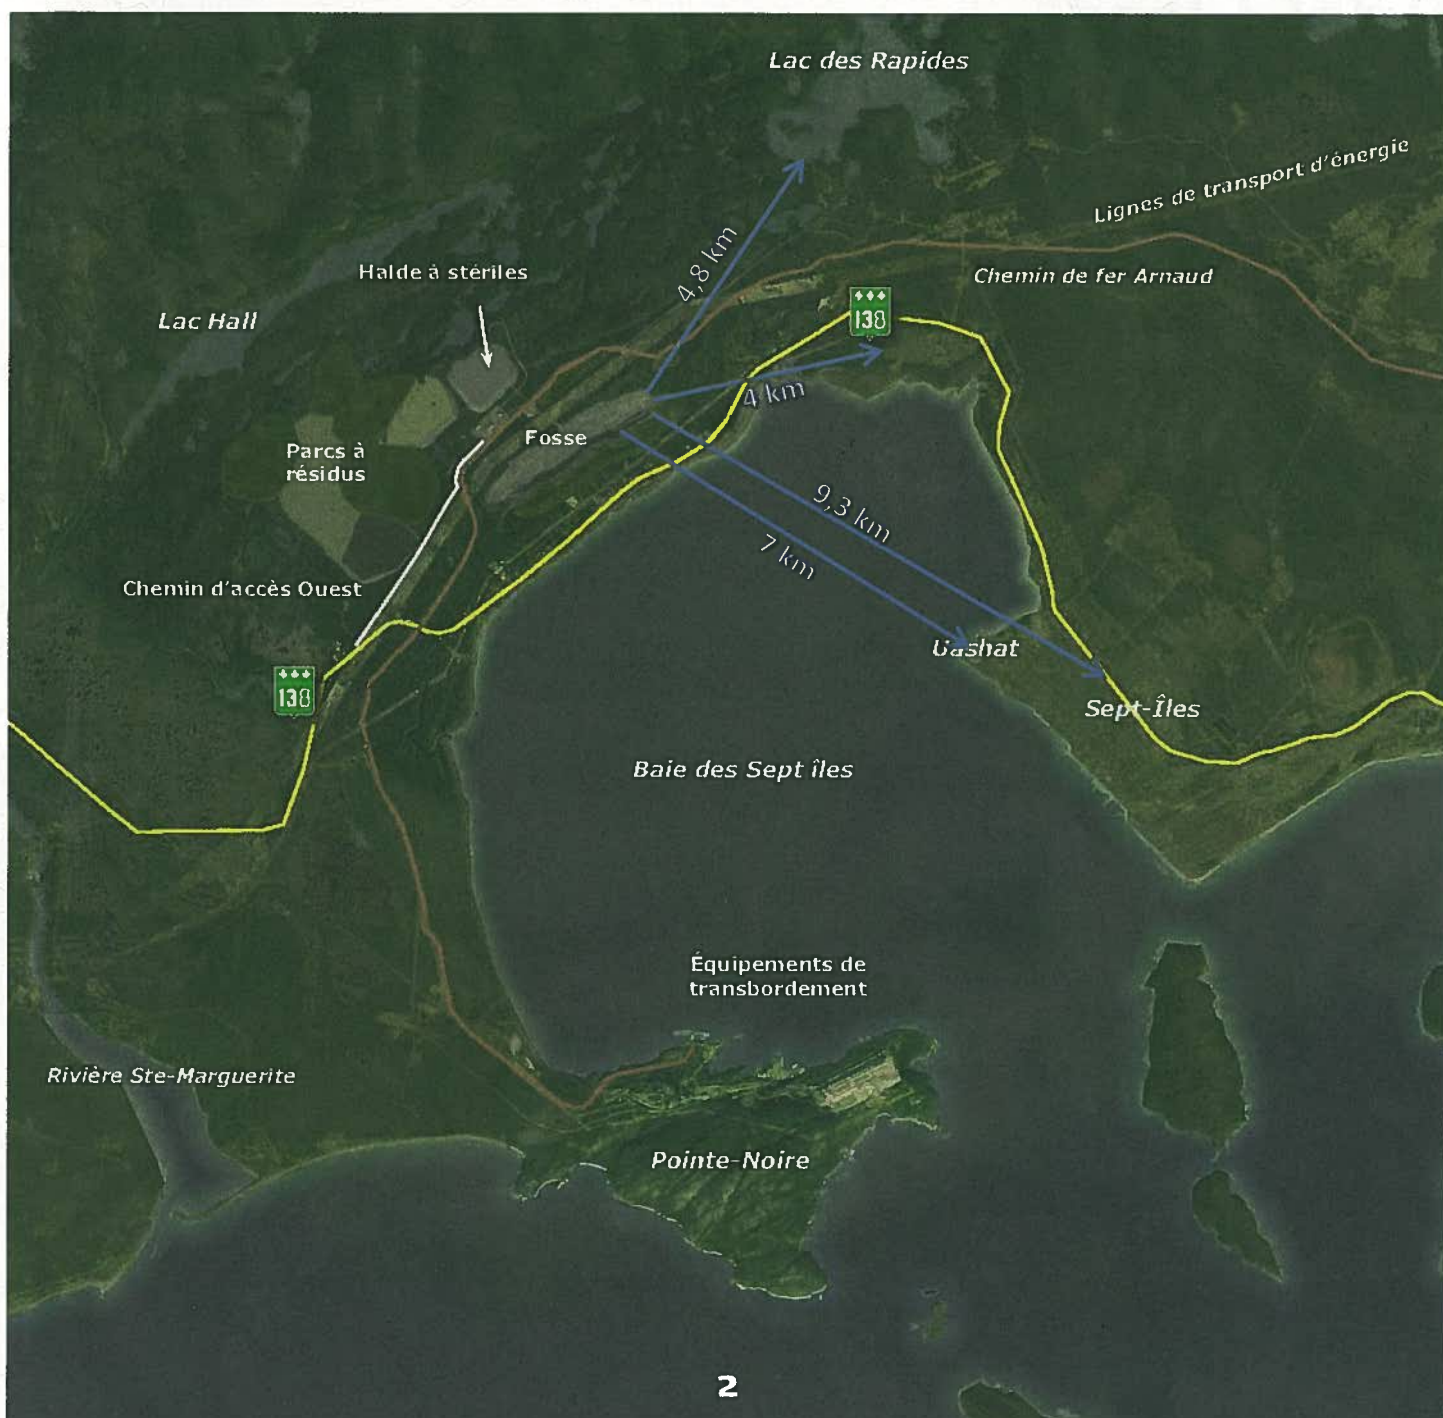 Lac des Rapides
Lignes de transport d'énergie
4,8 km
Halde à stériles
Chemin de fer Arnaud
Lac Hall
138
4 km
Fosse
Parcs à
résidus
9,3 km
7 km
Chemin d'accès Ouest
Uashat
138
Sept-Îles
Baie des Sept îles
Équipements de
transbordement
Rivière Ste-Marguerite
Pointe-Noire
2